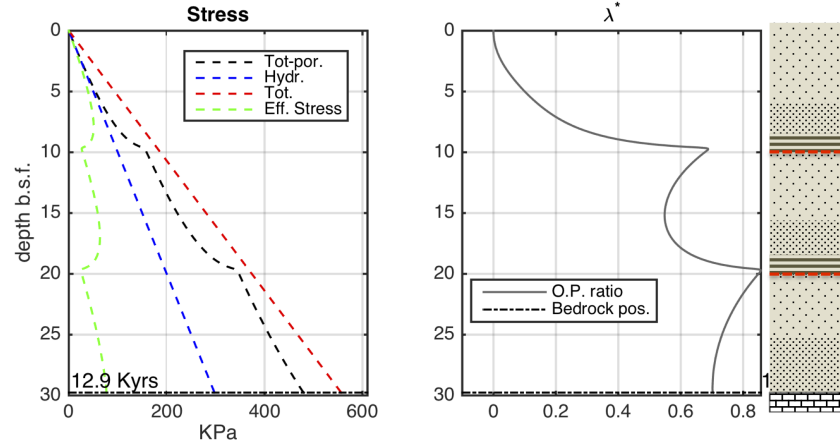 Stress
0
5
10
15
20
25
30
depth b.s.f.
Tot-por.
Hydr.
Tot.
Eff. Stress
12.9 Kyrs
0
200
400
600
KPa
λ*
0
5
10
15
20
25
30
O.P. ratio
Bedrock pos.
1
0
0.2
0.4
0.6
0.8